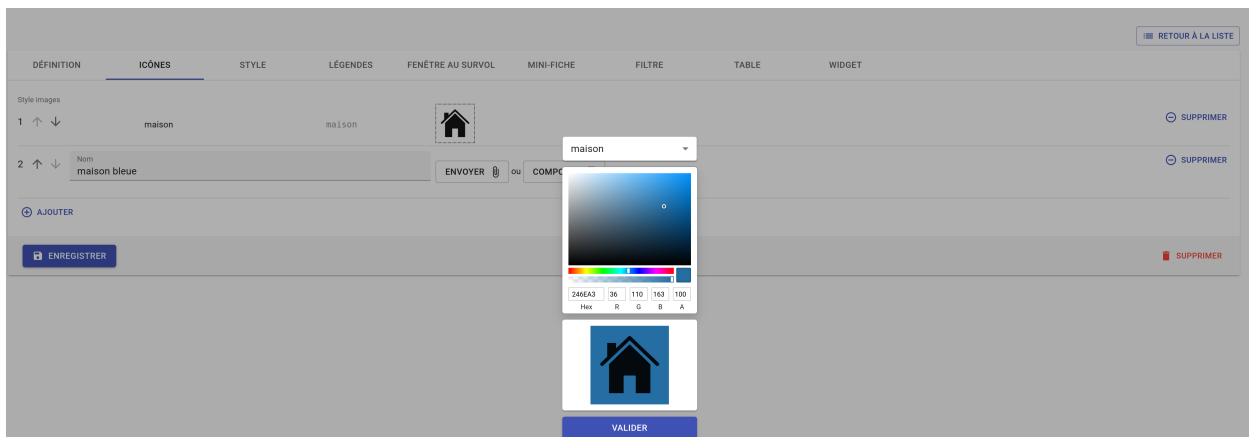 RETOUR À LA LISTE
DÉFINITION ICÔNES STYLE LÉGENDES FENÊTRE AU SURVOL MINI-FICHE FILTRE TABLE WIDGET
Style images
1 maison maison SUPPRIMER
maison
2 Nom SUPPRIMER
maison bleue
ENVOYER ou
AJOUTER
ENREGISTRER SUPPRIMER
246EA3 36 110 163 100
Hex R G B A
VALIDER